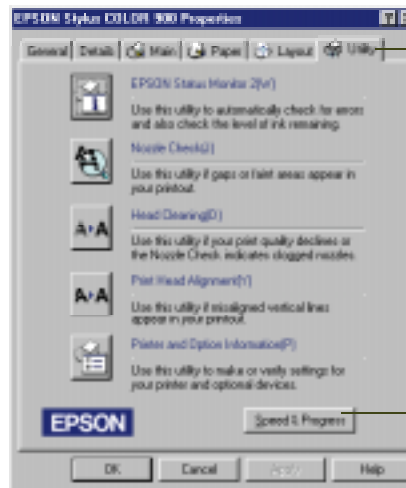 EPSON Stylus COLOR 900 Properties
General Details Main Paper Layout Utility
EPSON Status Monitor 2(W)
Use this utility to automatically check for errors
and also check the level of ink remaining.
Nozzle Check(J)
Use this utility if gaps or faint areas appear in
your printout.
Head Cleaning(D)
Use this utility if your print quality declines or
the Nozzle Check indicates clogged nozzles.
Print Head Alignment(Y)
Use this utility if misaligned vertical lines
appear in your printout.
Printer and Option Information(P)
Use this utility to make or verify settings for
your printer and optional devices.
EPSON
Speed & Progress
OK Cancel Apply Help